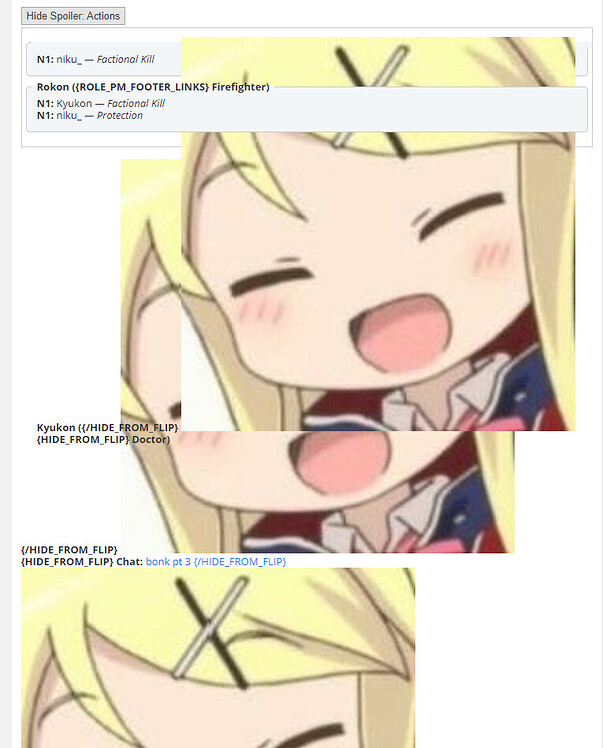 Hide Spoiler: Actions
N1: niku_ — Factional Kill
Rokon ({ROLE_PM_FOOTER_LINKS} Firefighter)
N1: Kyukon — Factional Kill
N1: niku_ — Protection
Kyukon ({/HIDE_FROM_FLIP}
{HIDE_FROM_FLIP} Doctor)
{/HIDE_FROM_FLIP}
{HIDE_FROM_FLIP} Chat: bonk pt 3 {/HIDE_FROM_FLIP}